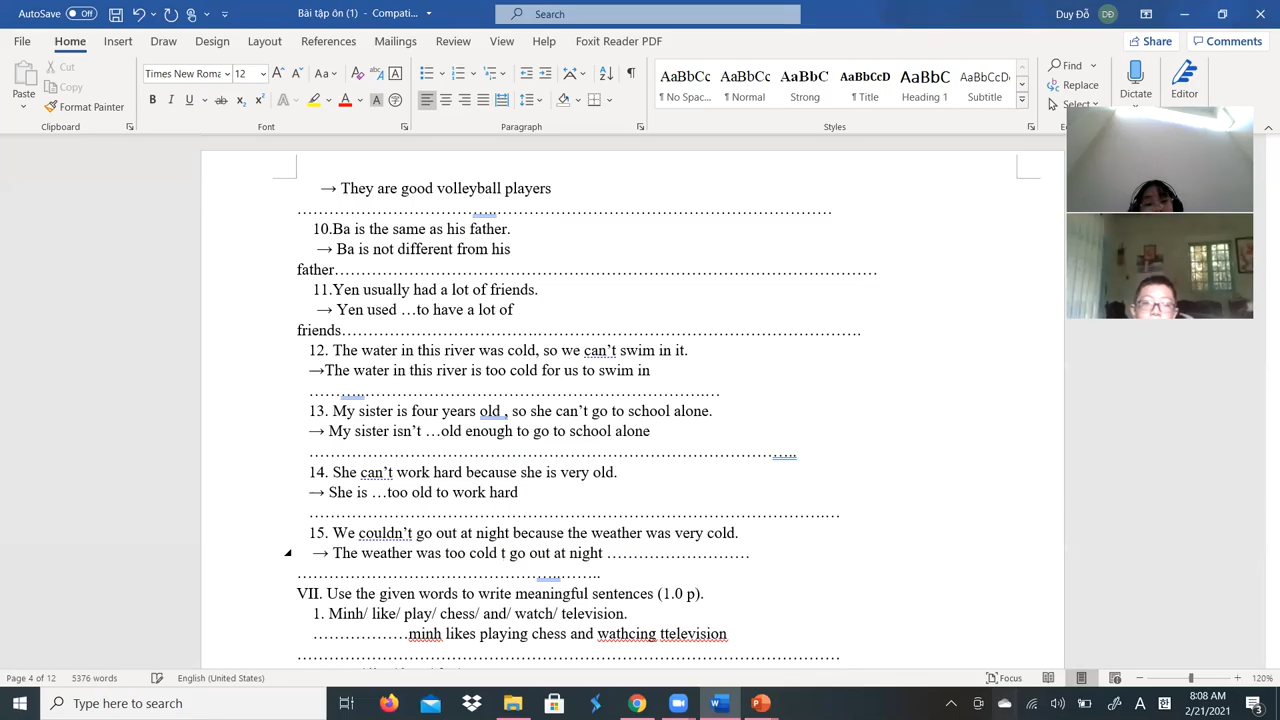 AutoSave Off Bài tập ôn (1) - Compati... Search Duy Đỗ DĐ
File Home Insert Draw Design Layout References Mailings Review View Help Foxit Reader PDF Share Comments
Paste Cut Copy Format Painter Times New Roma 12 Aa
AaBbCc AaBbCc AaBbC AaBbCcD AaBbC AaBbCcD
No Spac... Normal Strong Title Heading 1 Subtitle
Find Replace Select Dictate Editor
Clipboard Font Paragraph Styles
→ They are good volleyball players
…………………………………..……………………………………………………………
10.Ba is the same as his father.
→ Ba is not different from his
father……………………………………………………………………………………
11.Yen usually had a lot of friends.
→ Yen used …to have a lot of
friends…………………………….…………………………………………………….
12. The water in this river was cold, so we can’t swim in it.
→The water in this river is too cold for us to swim in
……..………………………………………………………….…
13. My sister is four years old , so she can’t go to school alone.
→ My sister isn’t …old enough to go to school alone
…………………………………………………………………………..
14. She can’t work hard because she is very old.
→ She is …too old to work hard
……………………………………………………………………………….…
15. We couldn’t go out at night because the weather was very cold.
→ The weather was too cold t go out at night ………………………
………………………………………..……..
VII. Use the given words to write meaningful sentences (1.0 p).
1. Minh/ like/ play/ chess/ and/ watch/ television.
………………minh likes playing chess and wathcing ttelevision
………………………………………………………………………………
Page 4 of 12 5376 words English (United States) Focus 120%
Type here to search 8:08 AM
2/21/2021